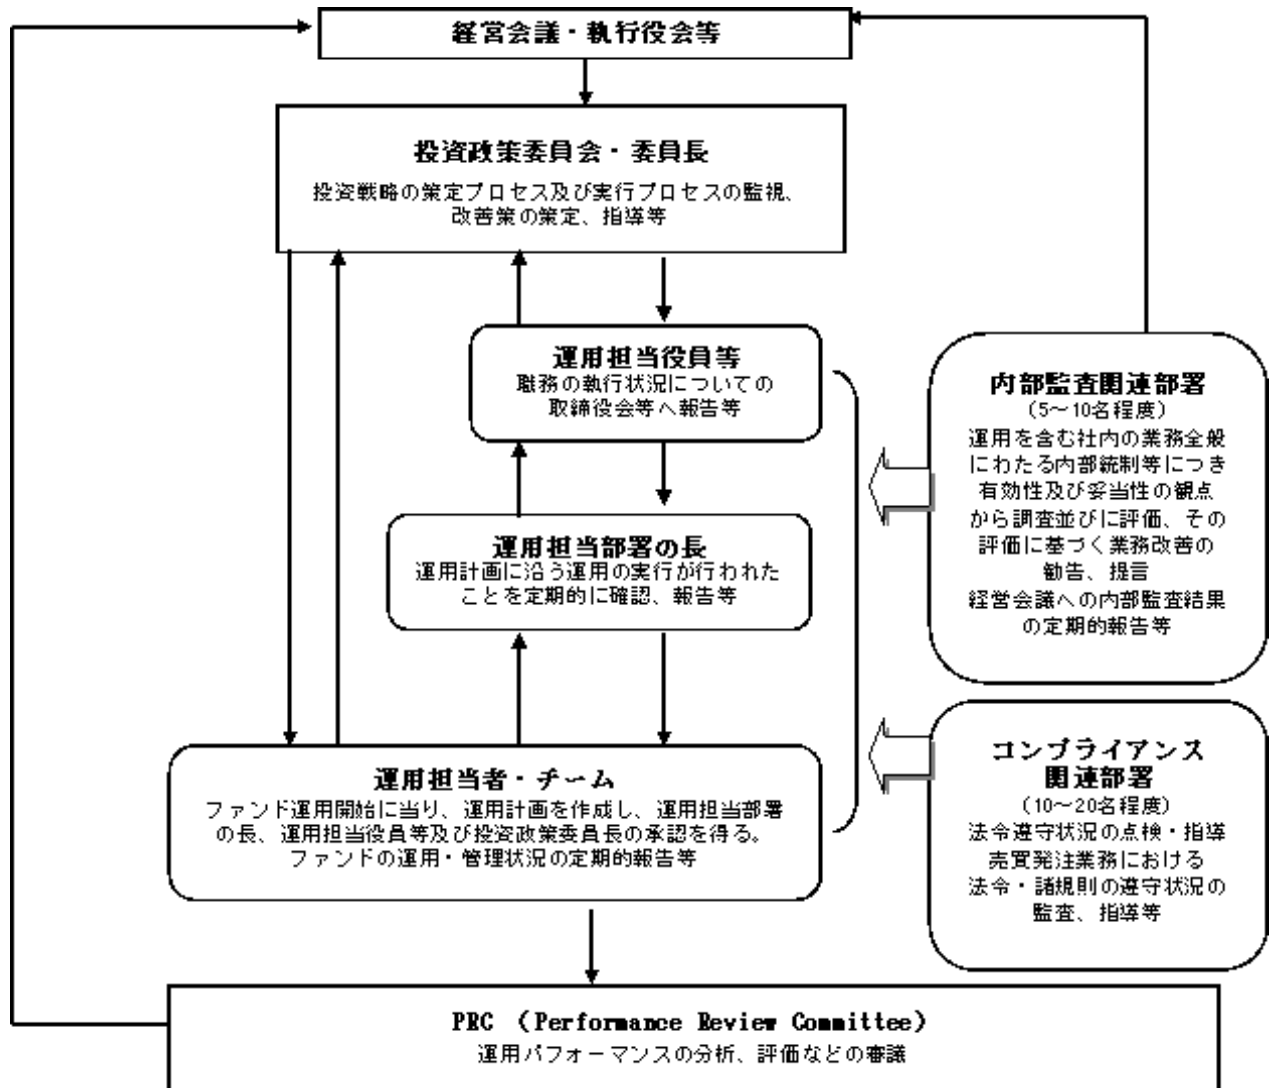 経営会議・執行役会等
投資政策委員会・委員長
投資戦略の策定プロセス及び実行プロセスの監視、
改善策の策定、指導等
運用担当役員等
職務の執行状況についての
取締役会等へ報告等
運用担当部署の長
運用計画に沿う運用の実行が行われた
ことを定期的に確認、報告等
運用担当者・チーム
ファンド運用開始に当り、運用計画を作成し、運用担当部署
の長、運用担当役員等及び投資政策委員長の承認を得る。
ファンドの運用・管理状況の定期的報告等
内部監査関連部署
(5～10名程度)
運用を含む社内の業務全般
にわたる内部統制等につき
有効性及び妥当性の観点
から調査並びに評価、その
評価に基づく業務改善の
勧告、提言
経営会議への内部監査結果
の定期的報告等
コンプライアンス
関連部署
(10～20名程度)
法令遵守状況の点検・指導
売買発注業務における
法令・諸規則の遵守状況の
監査、指導等
PRC （Performance Review Committee）
運用パフォーマンスの分析、評価などの審議